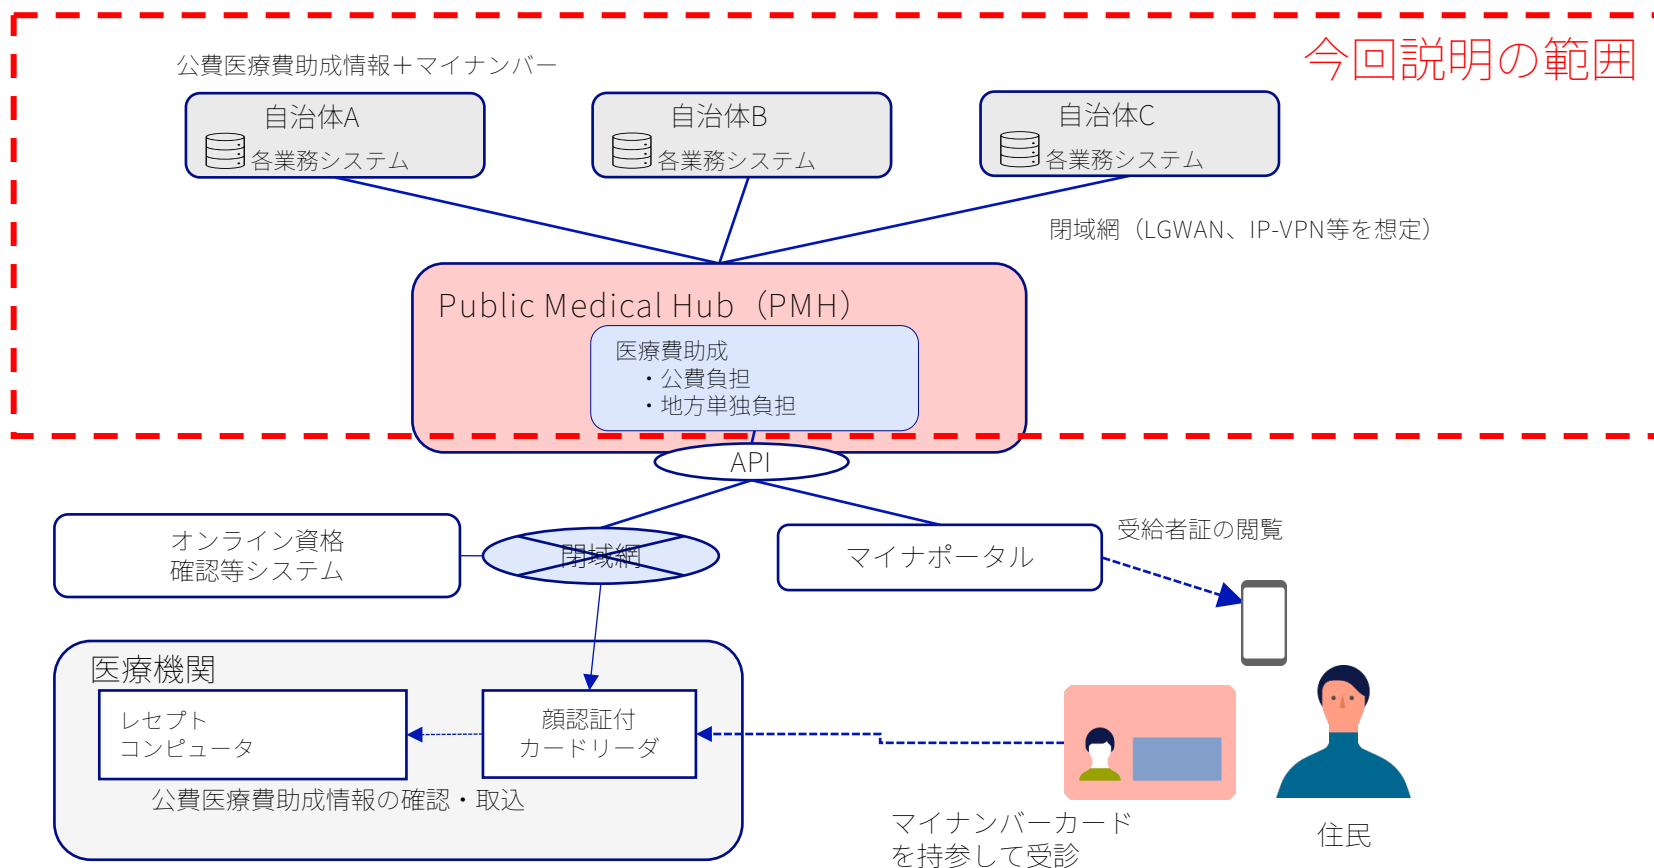 今回説明の範囲
公費医療費助成情報＋マイナンバー
自治体A
各業務システム
自治体B
各業務システム
自治体C
各業務システム
閉域網（LGWAN、IP-VPN等を想定）
Public Medical Hub（PMH）
医療費助成
・公費負担
・地方単独負担
API
オンライン資格
確認等システム
閉域網
マイナポータル
受給者証の閲覧
医療機関
レセプト
コンピュータ
顔認証付
カードリーダ
公費医療費助成情報の確認・取込
マイナンバーカード
を持参して受診
住民